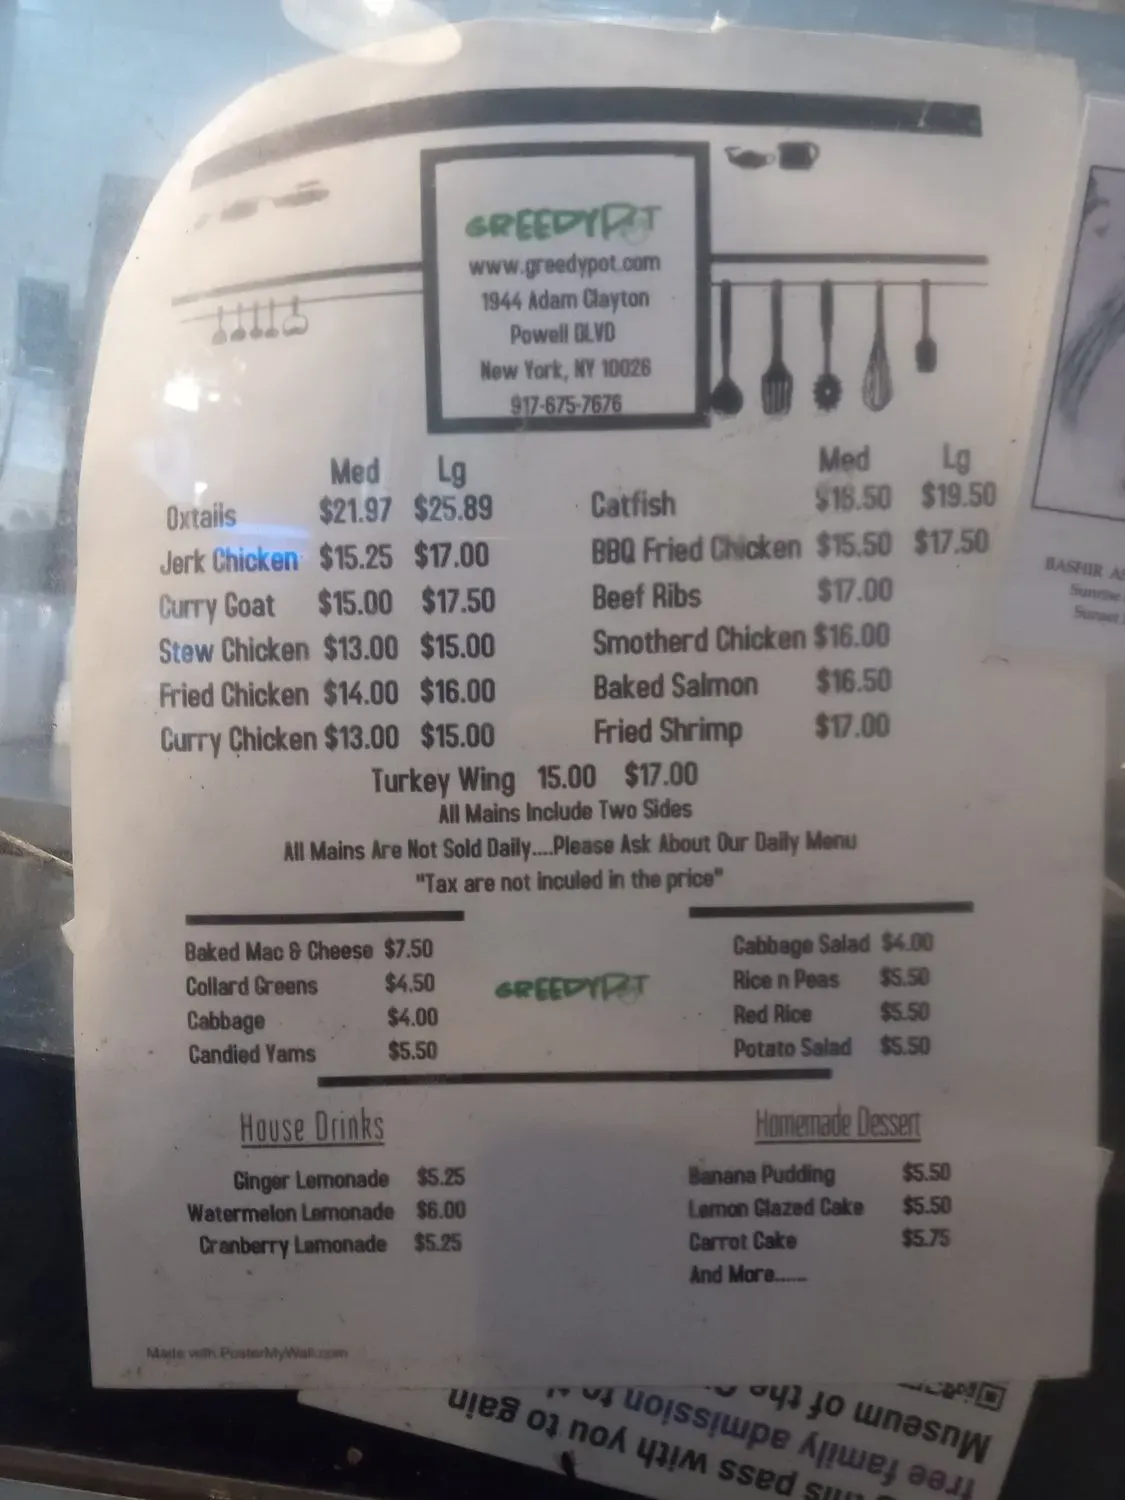 GREEDYPOT
www.greedypot.com
1944 Adam Clayton
Powell BLVD
New York, NY 10026
917-675-7676
Med Lg
Oxtails $21.97 $25.89
Jerk Chicken $15.25 $17.00
Curry Goat $15.00 $17.50
Stew Chicken $13.00 $15.00
Fried Chicken $14.00 $16.00
Curry Chicken $13.00 $15.00
Med Lg
Catfish $18.50 $19.50
BBQ Fried Chicken $15.50 $17.50
Beef Ribs $17.00
Smotherd Chicken $16.00
Baked Salmon $16.50
Fried Shrimp $17.00
Turkey Wing 15.00 $17.00
All Mains Include Two Sides
All Mains Are Not Sold Daily....Please Ask About Our Daily Menu
"Tax are not inculed in the price"
Baked Mac & Cheese $7.50
Collard Greens $4.50
Cabbage $4.00
Candied Yams $5.50
GREEDYPOT
Cabbage Salad $4.00
Rice n Peas $5.50
Red Rice $5.50
Potato Salad $5.50
House Drinks
Ginger Lemonade $5.25
Watermelon Lemonade $6.00
Cranberry Lemonade $5.25
Homemade Dessert
Banana Pudding $5.50
Lemon Glazed Cake $5.50
Carrot Cake $5.75
And More......
Made with PosterMyWall.com
BASHIR
Sunrise
Sunset
this pass with you to gain
free family admission to
Museum of the